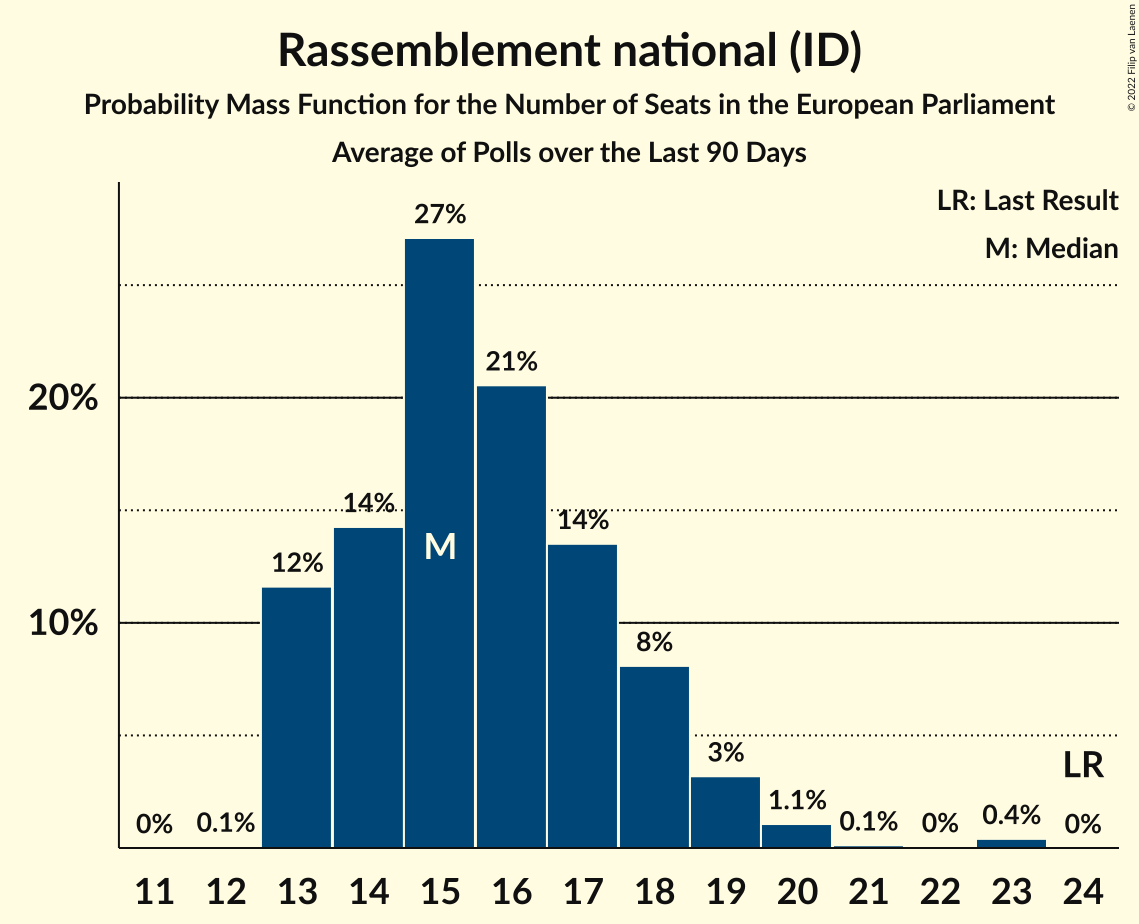 Rassemblement national (ID)
Probability Mass Function for the Number of Seats in the European Parliament
Average of Polls over the Last 90 Days
© 2022 Filip van Laenen
LR: Last Result
M: Median
27%
21%
20%
14%
14%
M
12%
10%
8%
3%
LR
1.1%
0.4%
0%
0.1%
0.1%
0%
0%
11 12 13 14 15 16 17 18 19 20 21 22 23 24